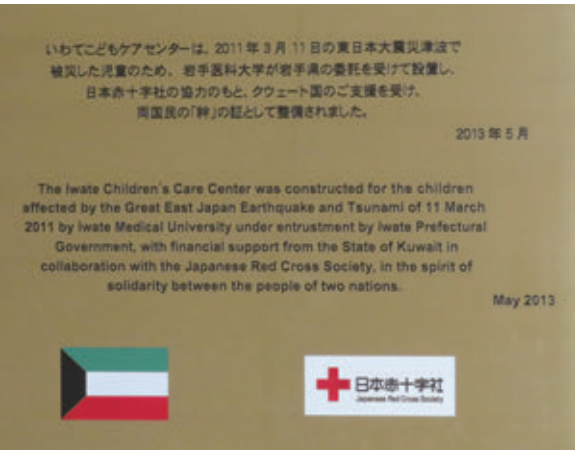 いわてこどもケアセンターは、2011年3月11日の東日本大震災津波で
被災した児童のため、岩手医科大学が岩手県の委託を受けて設置し、
日本赤十字社の協力のもと、クウェート国のご支援を受け、
両国民の「絆」の証として整備されました。
2013年5月
The Iwate Children's Care Center was constructed for the children
affected by the Great East Japan Earthquake and Tsunami of 11 March
2011 by Iwate Medical University under entrustment by Iwate Prefectural
Government, with financial support from the State of Kuwait in
collaboration with the Japanese Red Cross Society, in the spirit of
solidarity between the people of two nations.
May 2013
日本赤十字社
Japanese Red Cross Society